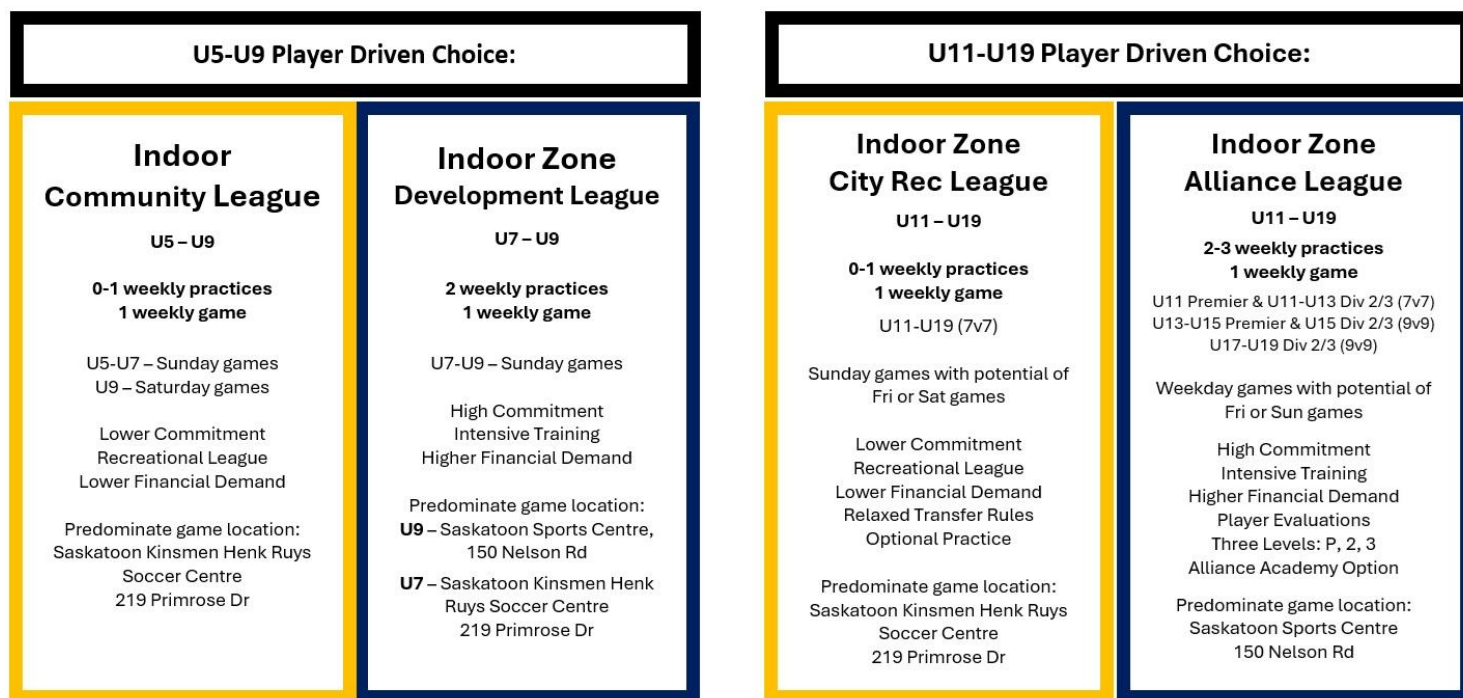 U5-U9 Player Driven Choice:
Indoor
Community League
U5 – U9
0-1 weekly practices
1 weekly game
U5-U7 – Sunday games
U9 – Saturday games
Lower Commitment
Recreational League
Lower Financial Demand
Predominate game location:
Saskatoon Kinsmen Henk Ruys
Soccer Centre
219 Primrose Dr
Indoor Zone
Development League
U7 – U9
2 weekly practices
1 weekly game
U7-U9 – Sunday games
High Commitment
Intensive Training
Higher Financial Demand
Predominate game location:
U9 – Saskatoon Sports Centre,
150 Nelson Rd
U7 – Saskatoon Kinsmen Henk
Ruys Soccer Centre
219 Primrose Dr
U11-U19 Player Driven Choice:
Indoor Zone
City Rec League
U11 – U19
0-1 weekly practices
1 weekly game
U11-U19 (7v7)
Sunday games with potential of
Fri or Sat games
Lower Commitment
Recreational League
Lower Financial Demand
Relaxed Transfer Rules
Optional Practice
Predominate game location:
Saskatoon Kinsmen Henk Ruys
Soccer Centre
219 Primrose Dr
Indoor Zone
Alliance League
U11 – U19
2-3 weekly practices
1 weekly game
U11 Premier & U11-U13 Div 2/3 (7v7)
U13-U15 Premier & U15 Div 2/3 (9v9)
U17-U19 Div 2/3 (9v9)
Weekday games with potential of
Fri or Sun games
High Commitment
Intensive Training
Higher Financial Demand
Player Evaluations
Three Levels: P, 2, 3
Alliance Academy Option
Predominate game location:
Saskatoon Sports Centre
150 Nelson Rd